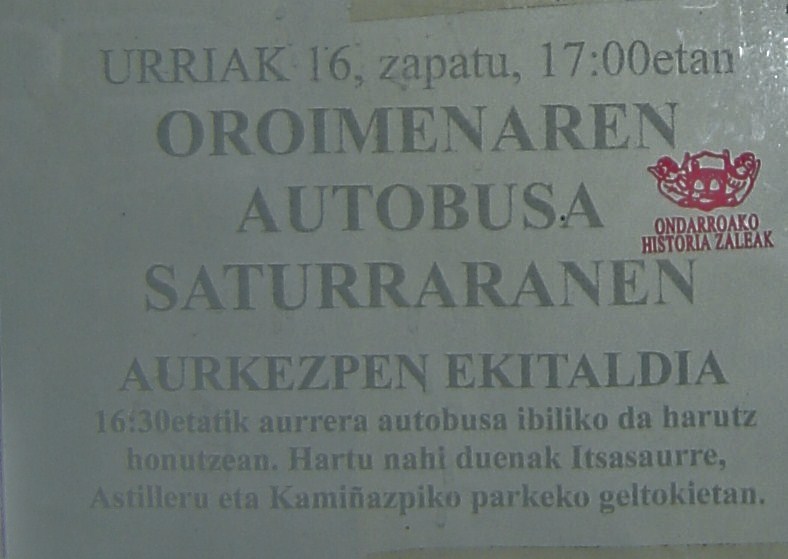 URRIAK 16, zapatu, 17:00etan
OROIMENAREN
AUTOBUSA
SATURRARANEN
ONDARROAKO
HISTORIA ZALEAK
AURKEZPEN EKITALDIA
16:30etatik aurrera autobusa ibiliko da harutz
honutzean. Hartu nahi duenak Itsasaurre,
Astilleru eta Kamiñazpiko parkeko geltokietan.